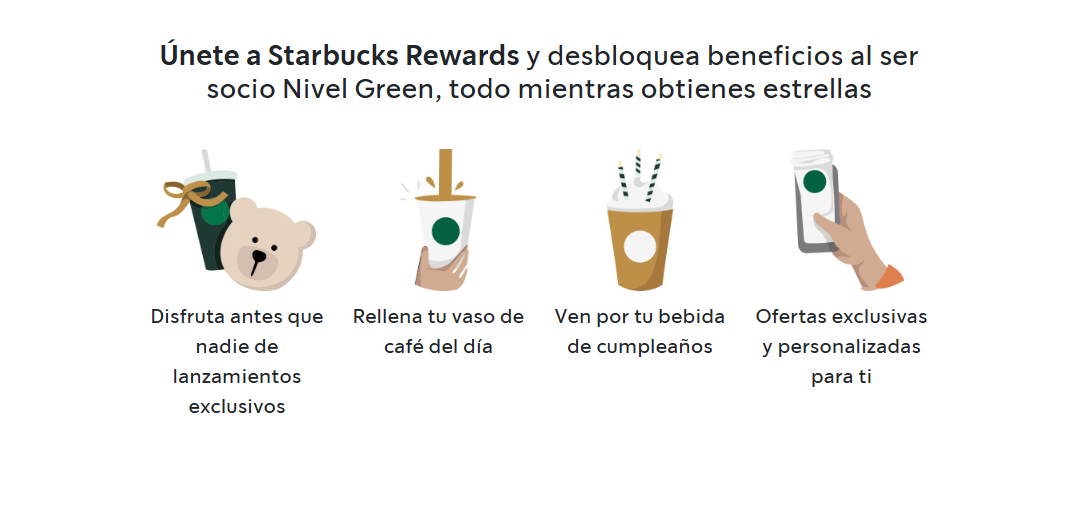 Únete a Starbucks Rewards y desbloquea beneficios al ser
socio Nivel Green, todo mientras obtienes estrellas
Disfruta antes que
nadie de
lanzamientos
exclusivos
Rellena tu vaso de
café del día
Ven por tu bebida
de cumpleaños
Ofertas exclusivas
y personalizadas
para ti